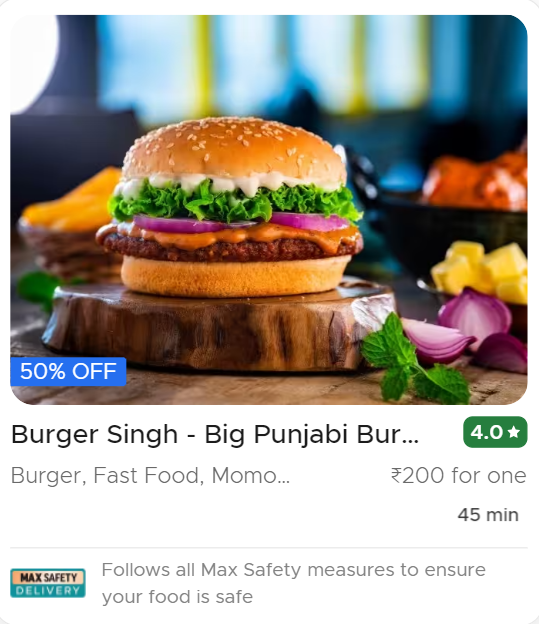 50% OFF
Burger Singh - Big Punjabi Bur...
4.0★
Burger, Fast Food, Momo...
₹200 for one
45 min
MAX SAFETY
DELIVERY
Follows all Max Safety measures to ensure
your food is safe